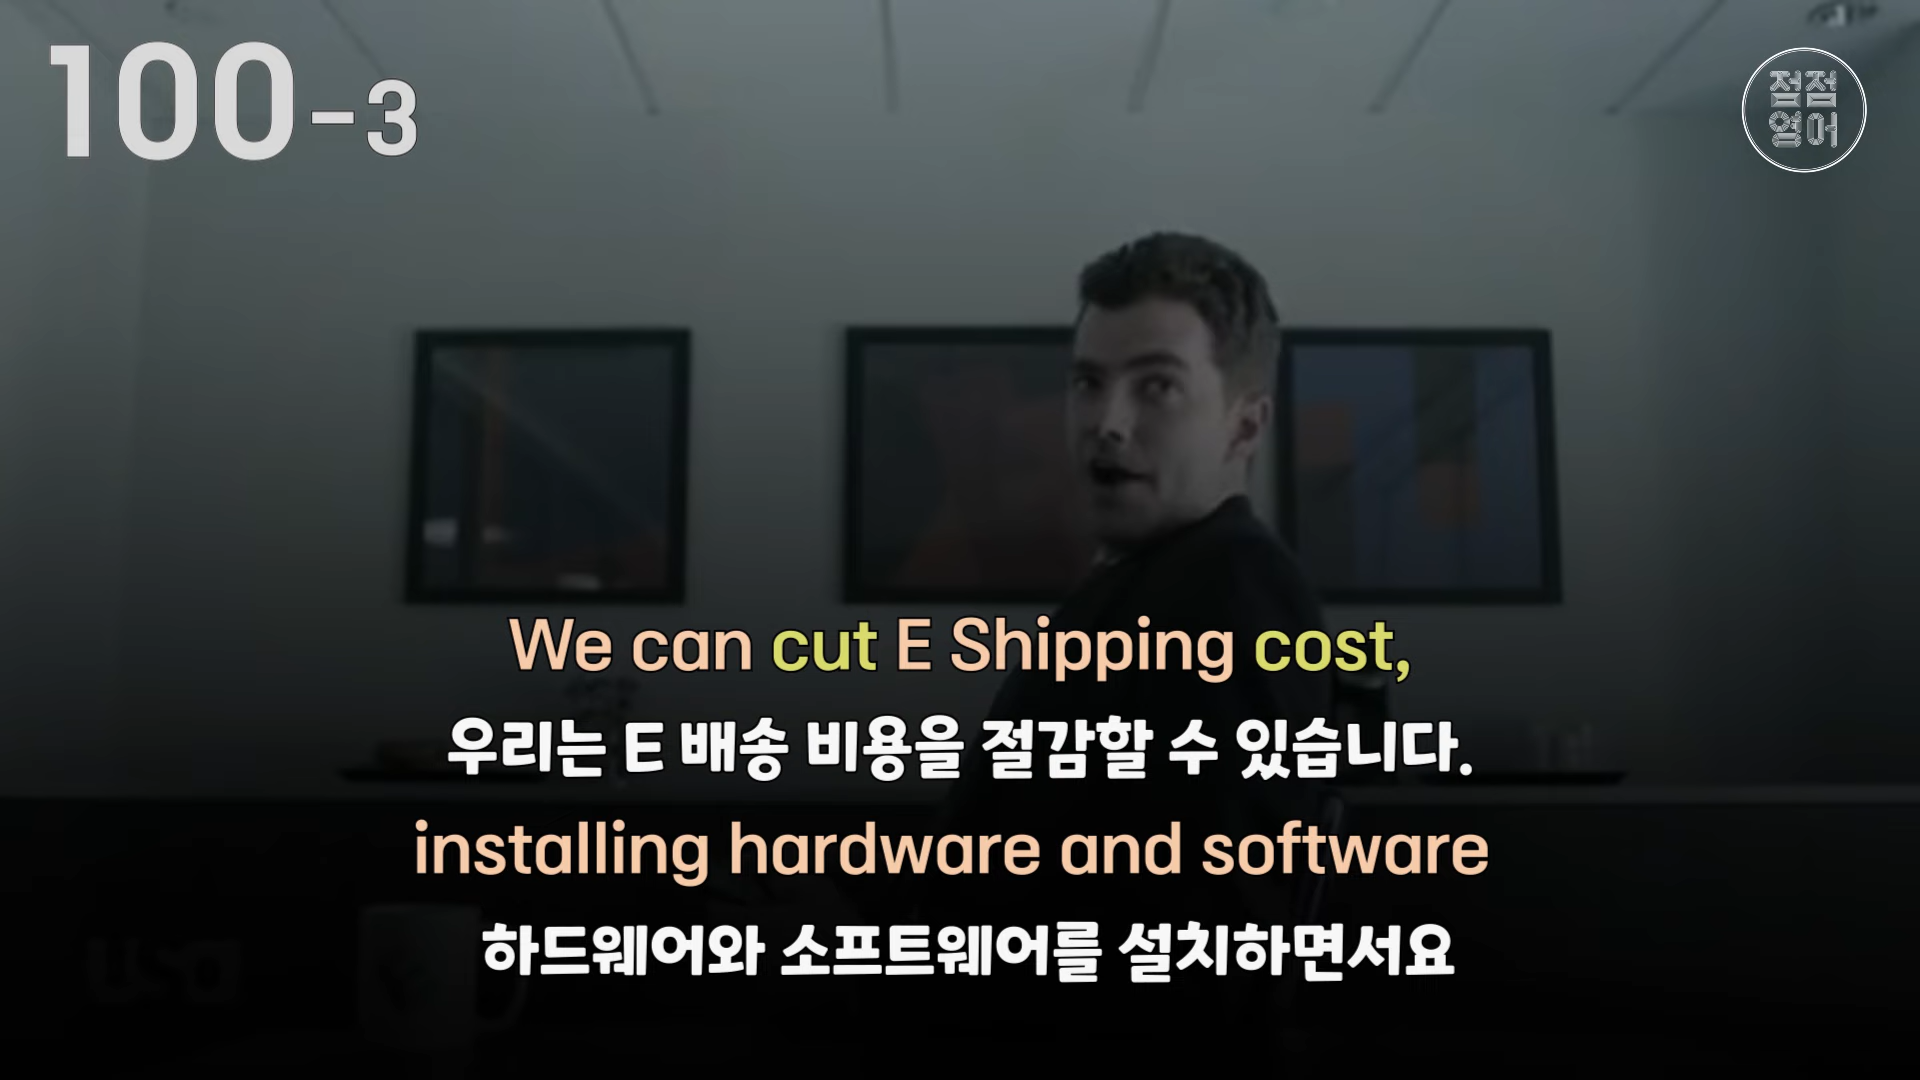 100-3
점점
영어
We can cut E Shipping cost,
우리는 E 배송 비용을 절감할 수 있습니다.
installing hardware and software
하드웨어와 소프트웨어를 설치하면서요
usa